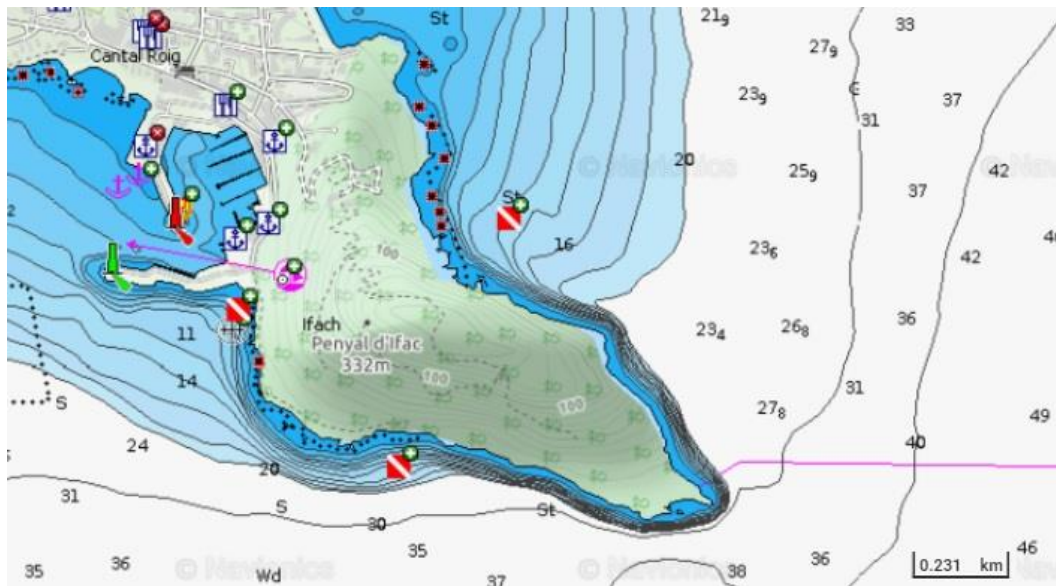 St
21₉
33
Cantal Roig
27₉
C
23₉
37
31
20
© Navionics
© Navionics
25₉
42
37
St
16
23₆
42
100
Ifach
Penyal d'Ifac
332m
11
23₄
26₈
36
14
100
100
31
S
27₈
49
24
40
20
31
S
St
30
35
35
36
© Navionics
© Navionics
Wd
37
38
36
46
0.231 km